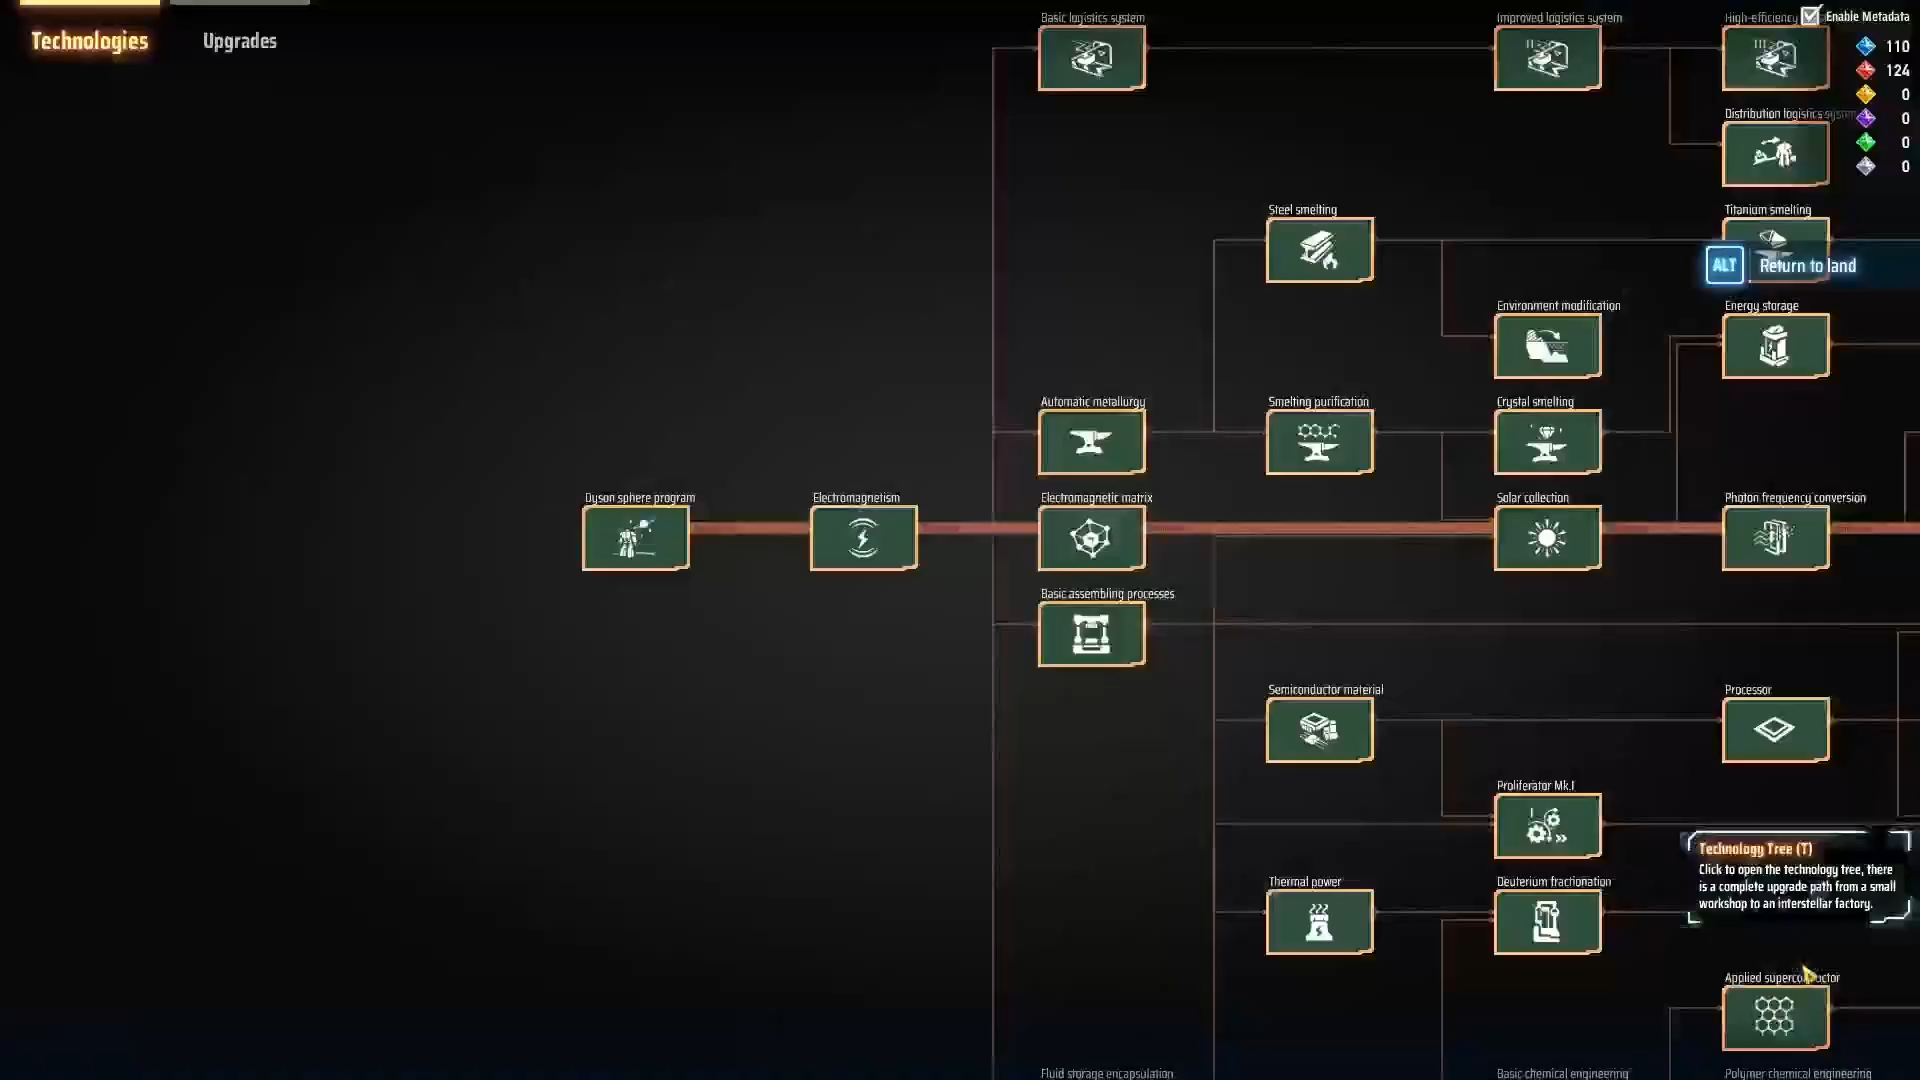 Technologies
Upgrades
Enable Metadata
110
124
0
0
0
0
Basic logistics system
Improved logistics system
High-efficiency
Distribution logistics system
Steel smelting
Titanium smelting
ALT Return to land
Environment modification
Energy storage
Automatic metallurgy
Smelting purification
Crystal smelting
Dyson sphere program
Electromagnetism
Electromagnetic matrix
Solar collection
Photon frequency conversion
Basic assembling processes
Semiconductor material
Processor
Proliferator Mk.I
Technology Tree (T)
Click to open the technology tree, there
is a complete upgrade path from a small
workshop to an interstellar factory.
Thermal power
Deuterium fractionation
Applied superconductor
Fluid storage encapsulation
Basic chemical engineering
Polymer chemical engineering